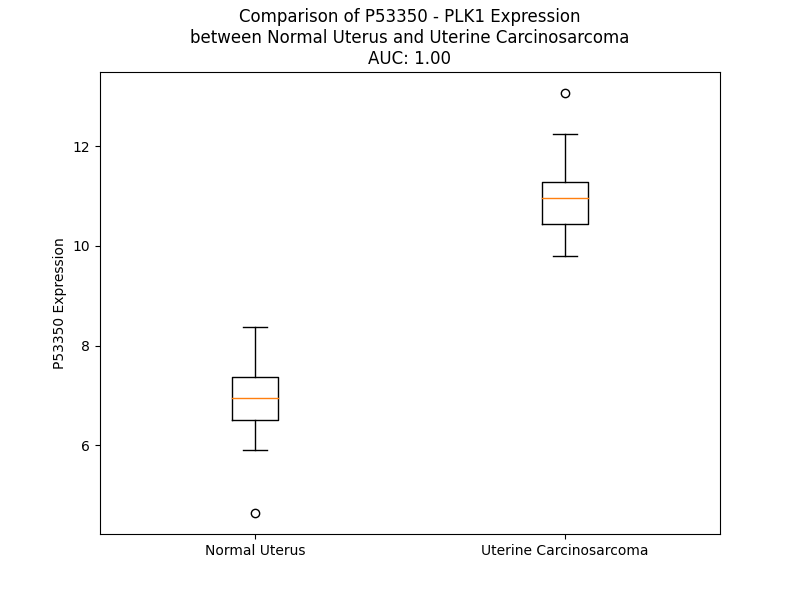 Comparison of P53350 - PLK1 Expression
between Normal Uterus and Uterine Carcinosarcoma
AUC: 1.00
12
10
8
6
P53350 Expression
Normal Uterus
Uterine Carcinosarcoma